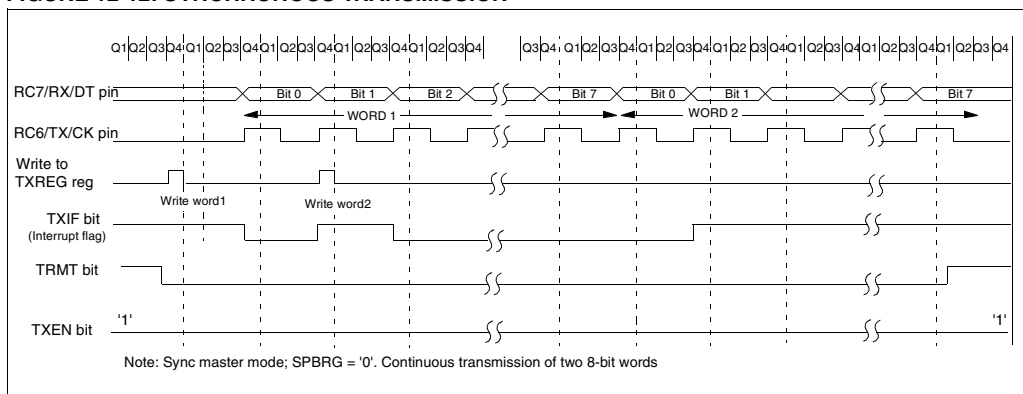 FIGURE SYNCHRONOUS TRANSMISSION
Q1 Q2 Q3 Q4 Q1 Q2 Q3 Q4 Q1 Q2 Q3 Q4 Q1 Q2 Q3 Q4 Q1 Q2 Q3 Q4 Q3 Q4 Q1 Q2 Q3 Q4 Q1 Q2 Q3 Q4 Q1 Q2 Q3 Q4 Q1 Q2 Q3 Q4 Q1 Q2 Q3 Q4 Q1 Q2 Q3 Q4
RC7/RX/DT pin Bit 0 Bit 1 Bit 2 Bit 7 Bit 0 Bit 1 Bit 7
WORD 1 WORD 2
RC6/TX/CK pin
Write to
TXREG reg
Write word1 Write word2
TXIF bit
(Interrupt flag)
TRMT bit
'1' '1'
TXEN bit
Note: Sync master mode; SPBRG = '0'. Continuous transmission of two 8-bit words